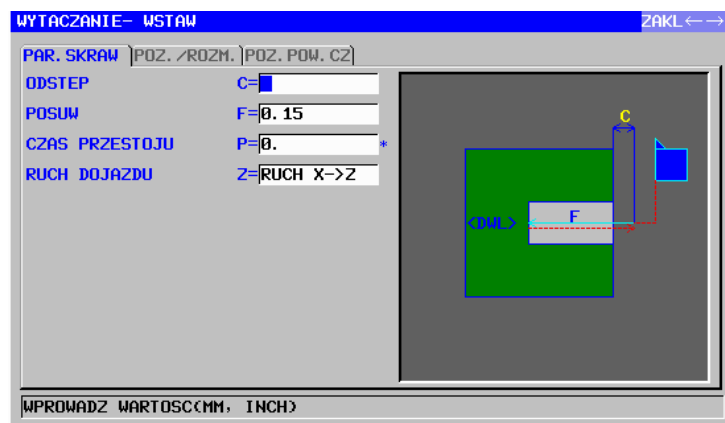 WYTACZANIE- WSTAW ZAKL←→
PAR. SKRAW POZ. /ROZM. POZ. POW. CZ
ODSTEP C=
POSUW F=0. 15
CZAS PRZESTOJU P=0. *
RUCH DOJAZDU Z=RUCH X->Z
C
<DWL> F
WPROWADZ WARTOSC(MM, INCH)